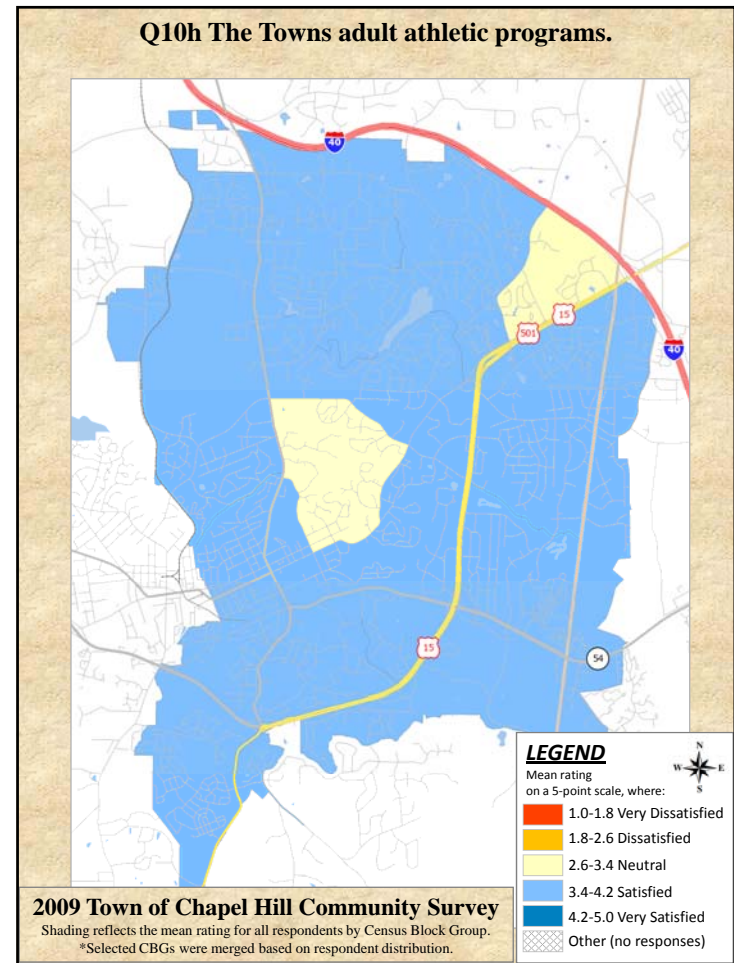 Q10h The Towns adult athletic programs.
40
15
501
40
15
54
LEGEND
N
W E
S
Mean rating
on a 5-point scale, where:
1.0-1.8 Very Dissatisfied
1.8-2.6 Dissatisfied
2.6-3.4 Neutral
3.4-4.2 Satisfied
4.2-5.0 Very Satisfied
Other (no responses)
2009 Town of Chapel Hill Community Survey
Shading reflects the mean rating for all respondents by Census Block Group.
*Selected CBGs were merged based on respondent distribution.